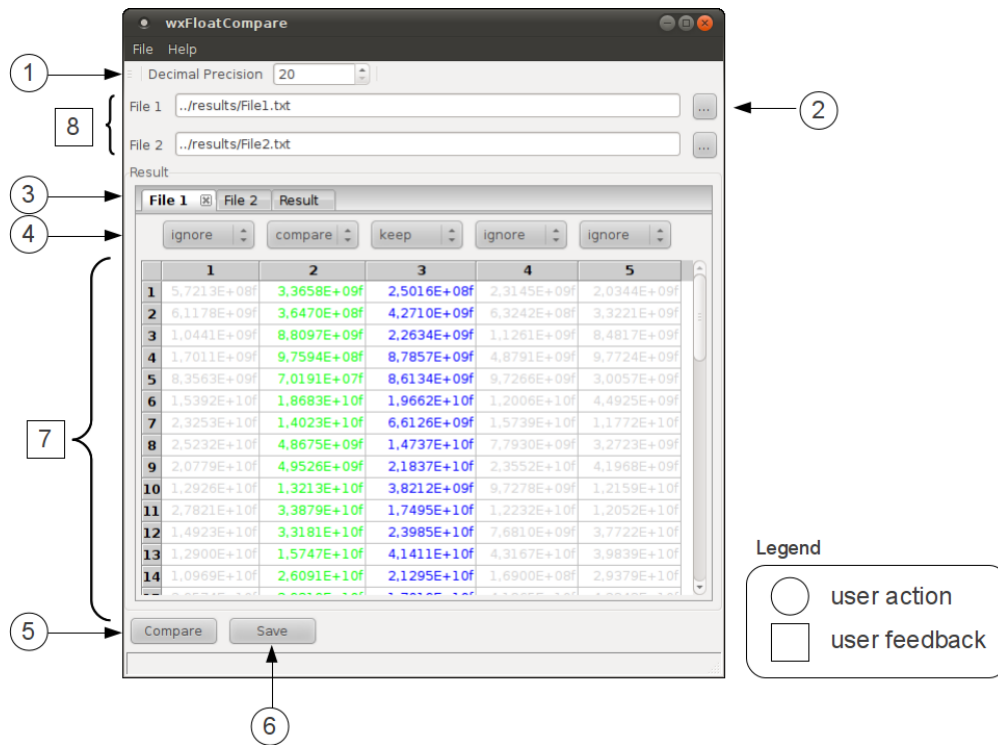 wxFloatCompare
File Help
1
Decimal Precision 20
8
File 1 ../results/File1.txt ...
2
File 2 ../results/File2.txt ...
Result
3
File 1 File 2 Result
4
ignore compare keep ignore ignore
7
1 2 3 4 5
1 5,7213E+08f 3,3658E+09f 2,5016E+08f 2,3145E+09f 2,0344E+09f
2 6,1178E+09f 3,6470E+08f 4,2710E+09f 6,3242E+08f 3,3221E+09f
3 1,0441E+09f 8,8097E+09f 2,2634E+09f 1,1261E+09f 8,4817E+09f
4 1,7011E+09f 9,7594E+08f 8,7857E+09f 4,8791E+09f 9,7724E+09f
5 8,3563E+09f 7,0191E+07f 8,6134E+09f 9,7266E+09f 3,0057E+09f
6 1,5392E+10f 1,8683E+10f 1,9662E+10f 1,2006E+10f 4,4925E+09f
7 2,3253E+10f 1,4023E+10f 6,6126E+09f 1,5739E+10f 1,1772E+10f
8 2,5232E+10f 4,8675E+09f 1,4737E+10f 7,7930E+09f 3,2723E+09f
9 2,0779E+10f 4,9526E+09f 2,1837E+10f 2,3552E+10f 4,1968E+09f
10 1,2926E+10f 1,3213E+10f 3,8212E+09f 9,7278E+09f 1,2159E+10f
11 2,7821E+10f 3,3879E+10f 1,7495E+10f 1,2232E+10f 1,2052E+10f
12 1,4923E+10f 3,3181E+10f 2,3985E+10f 7,6810E+09f 3,7722E+10f
13 1,2900E+10f 1,5747E+10f 4,1411E+10f 4,3167E+10f 3,9839E+10f
14 1,0969E+10f 2,6091E+10f 2,1295E+10f 1,6900E+08f 2,9379E+10f
5
Compare Save
6
Legend
user action
user feedback